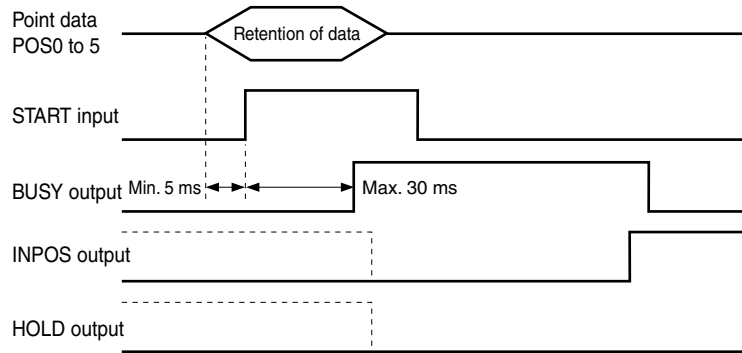 Point data
POS0 to 5
Retention of data
START input
BUSY output
Min. 5 ms
Max. 30 ms
INPOS output
HOLD output